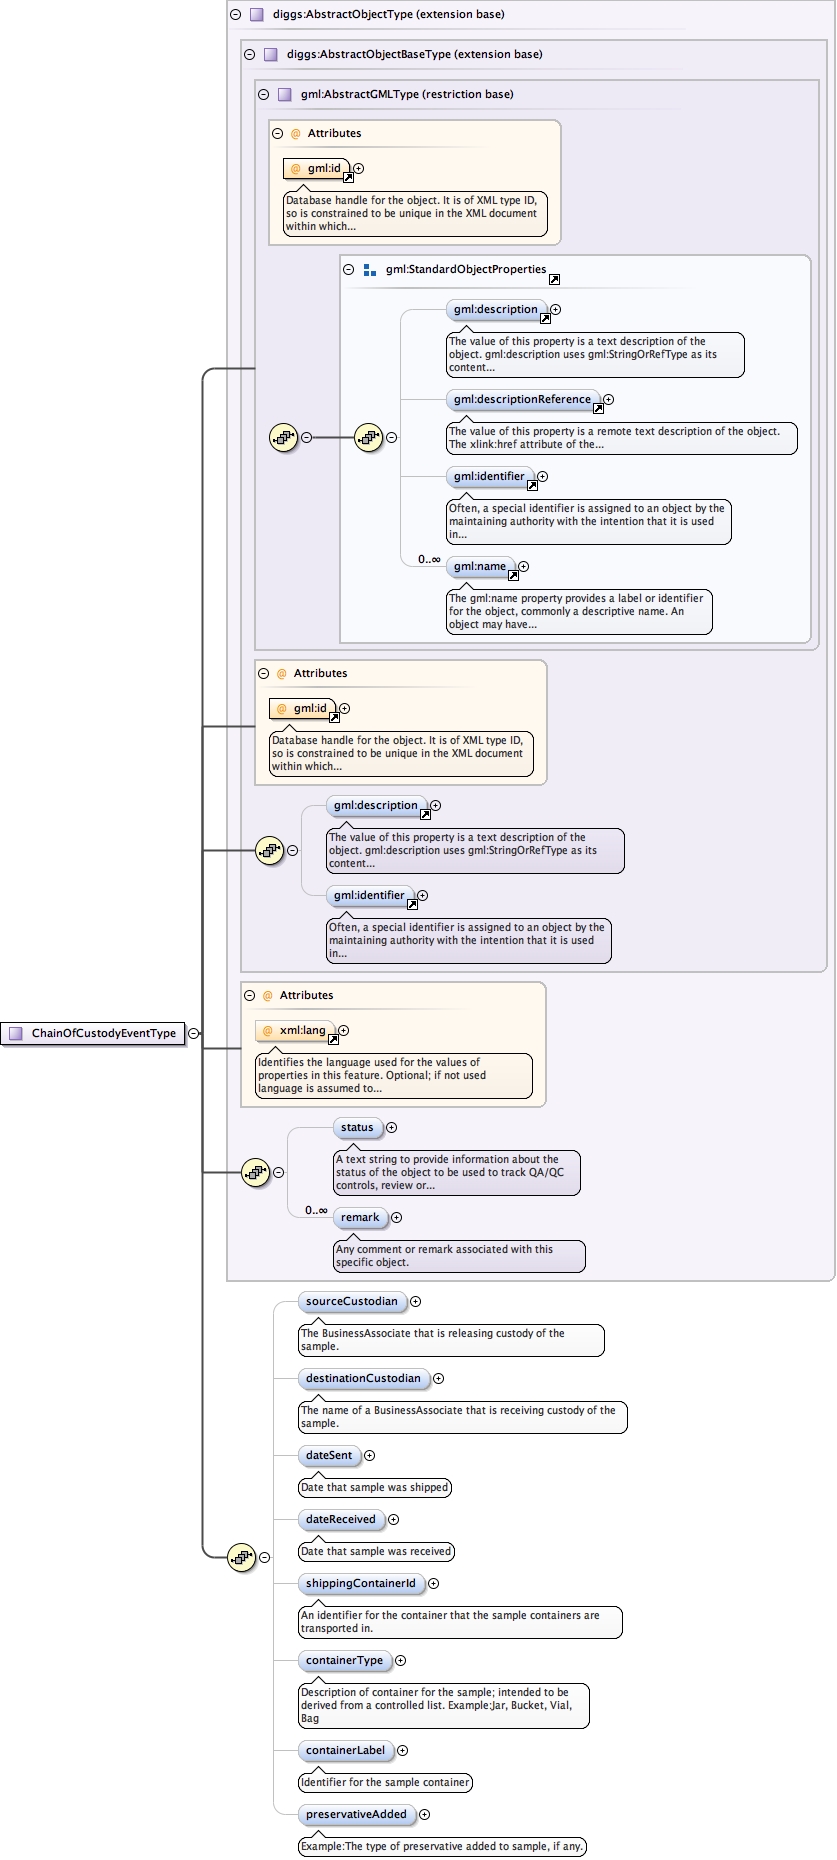 diggs:AbstractObjectType (extension base)
diggs:AbstractObjectBaseType (extension base)
gml:AbstractGMLType (restriction base)
@ Attributes
@ gml:id
Database handle for the object. It is of XML type ID,
so is constrained to be unique in the XML document
within which...
gml:StandardObjectProperties
gml:description
The value of this property is a text description of the
object. gml:description uses gml:StringOrRefType as its
content...
gml:descriptionReference
The value of this property is a remote text description of the object.
The xlink:href attribute of the...
gml:identifier
Often, a special identifier is assigned to an object by the
maintaining authority with the intention that it is used
in...
0..∞
gml:name
The gml:name property provides a label or identifier
for the object, commonly a descriptive name. An
object may have...
@ Attributes
@ gml:id
Database handle for the object. It is of XML type ID,
so is constrained to be unique in the XML document
within which...
gml:description
The value of this property is a text description of the
object. gml:description uses gml:StringOrRefType as its
content...
gml:identifier
Often, a special identifier is assigned to an object by the
maintaining authority with the intention that it is used
in...
@ Attributes
ChainOfCustodyEventType
@ xml:lang
Identifies the language used for the values of
properties in this feature. Optional; if not used
language is assumed to...
status
A text string to provide information about the
status of the object to be used to track QA/QC
controls, review or...
0..∞
remark
Any comment or remark associated with this
specific object.
sourceCustodian
The BusinessAssociate that is releasing custody of the
sample.
destinationCustodian
The name of a BusinessAssociate that is receiving custody of the
sample.
dateSent
Date that sample was shipped
dateReceived
Date that sample was received
shippingContainerId
An identifier for the container that the sample containers are
transported in.
containerType
Description of container for the sample; intended to be
derived from a controlled list. Example:Jar, Bucket, Vial,
Bag
containerLabel
Identifier for the sample container
preservativeAdded
Example:The type of preservative added to sample, if any.